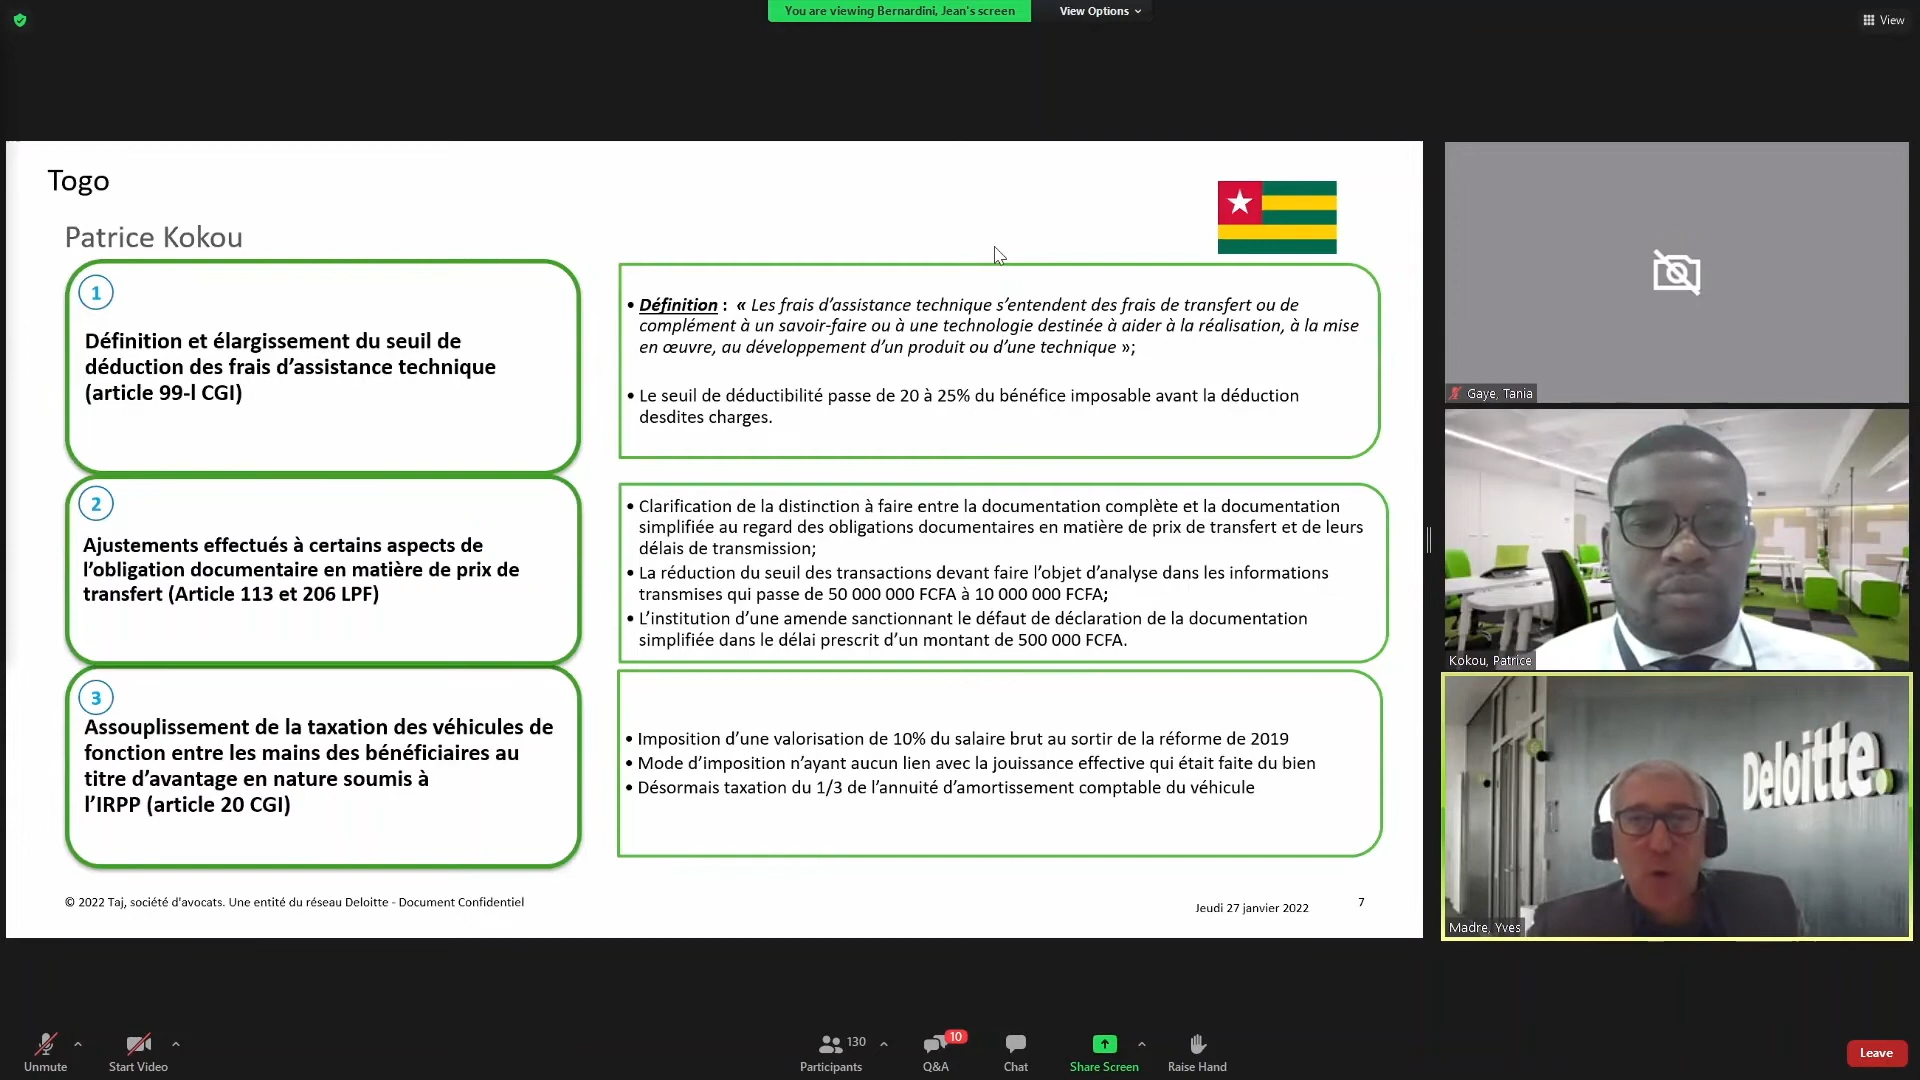 You are viewing Bernardini, Jean's screen
View Options
View
Togo
Patrice Kokou
1
Définition et élargissement du seuil de
déduction des frais d’assistance technique
(article 99-l CGI)
• Définition : « Les frais d’assistance technique s’entendent des frais de transfert ou de
complément à un savoir-faire ou à une technologie destinée à aider à la réalisation, à la mise
en œuvre, au développement d’un produit ou d’une technique »;
• Le seuil de déductibilité passe de 20 à 25% du bénéfice imposable avant la déduction
desdites charges.
2
Ajustements effectués à certains aspects de
l’obligation documentaire en matière de prix de
transfert (Article 113 et 206 LPF)
• Clarification de la distinction à faire entre la documentation complète et la documentation
simplifiée au regard des obligations documentaires en matière de prix de transfert et de leurs
délais de transmission;
• La réduction du seuil des transactions devant faire l’objet d’analyse dans les informations
transmises qui passe de 50 000 000 FCFA à 10 000 000 FCFA;
• L’institution d’une amende sanctionnant le défaut de déclaration de la documentation
simplifiée dans le délai prescrit d’un montant de 500 000 FCFA.
3
Assouplissement de la taxation des véhicules de
fonction entre les mains des bénéficiaires au
titre d’avantage en nature soumis à
l’IRPP (article 20 CGI)
• Imposition d’une valorisation de 10% du salaire brut au sortir de la réforme de 2019
• Mode d’imposition n’ayant aucun lien avec la jouissance effective qui était faite du bien
• Désormais taxation du 1/3 de l’annuité d’amortissement comptable du véhicule
© 2022 Taj, société d'avocats. Une entité du réseau Deloitte - Document Confidentiel
Jeudi 27 janvier 2022
7
Gaye, Tania
Kokou, Patrice
Deloitte.
Madre, Yves
Unmute
Start Video
130
Participants
10
Q&A
Chat
Share Screen
Raise Hand
Leave